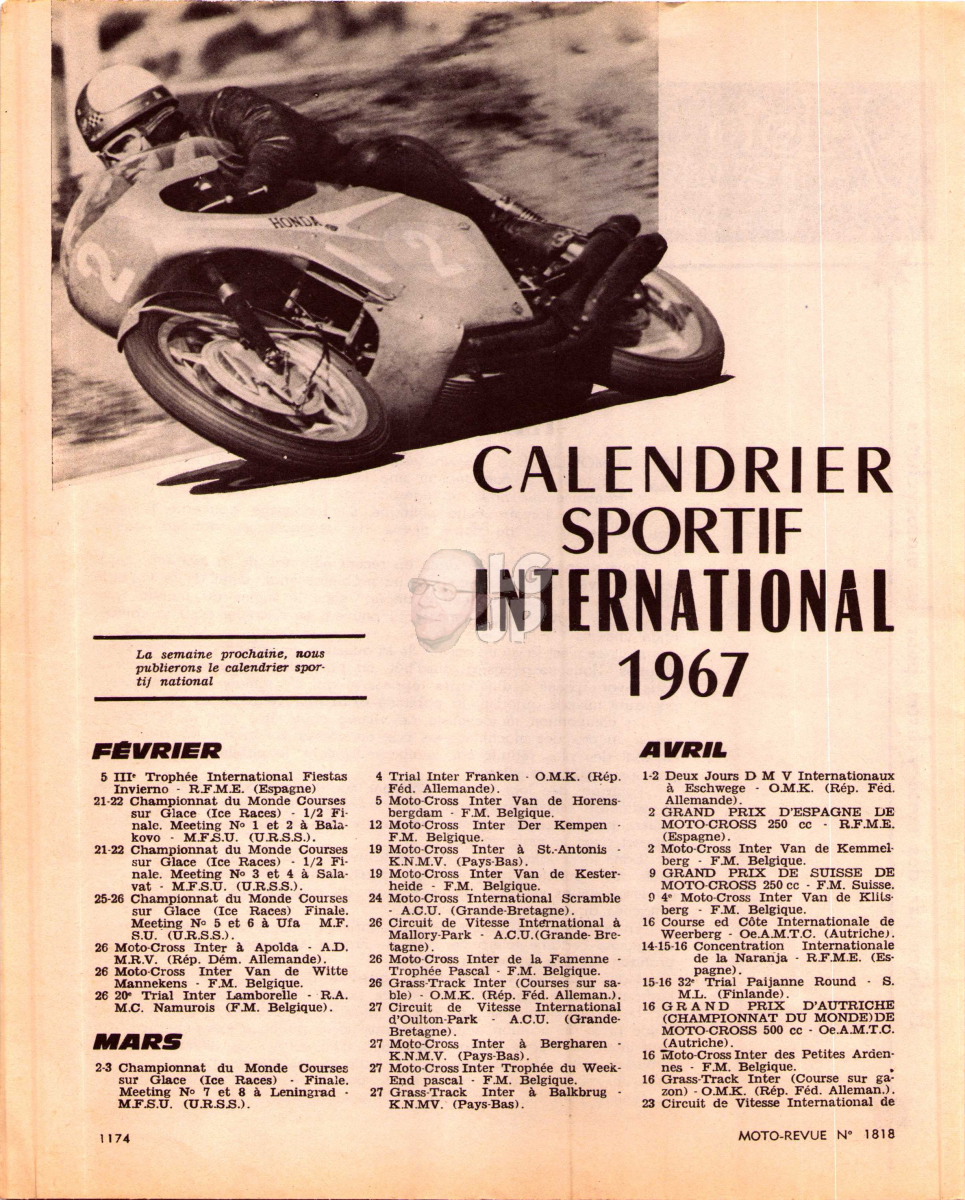 HONDA
2
2
CALENDRIER
SPORTIF
INTERNATIONAL
1967
JG
UP
La semaine prochaine, nous
publierons le calendrier spor-
tif national
FÉVRIER
5 IIIe Trophée International Fiestas
Invierno - R.F.M.E. (Espagne)
21-22 Championnat du Monde Courses
sur Glace (Ice Races) - 1/2 Fi-
nale. Meeting No 1 et 2 à Bala-
kovo - M.F.S.U. (U.R.S.S.).
21-22 Championnat du Monde Courses
sur Glace (Ice Races) - 1/2 Fi-
nale. Meeting No 3 et 4 à Sala-
vat - M.F.S.U. (U.R.S.S.).
25-26 Championnat du Monde Courses
sur Glace (Ice Races) Finale.
Meeting No 5 et 6 à Ufa M.F.
S.U. (U.R.S.S.).
26 Moto-Cross Inter à Apolda - A.D.
M.R.V. (Rép. Dém. Allemande).
26 Moto-Cross Inter Van de Witte
Mannekens - F.M. Belgique.
26 20e Trial Inter Lamborelle - R.A.
M.C. Namurois (F.M. Belgique).
MARS
2-3 Championnat du Monde Courses
sur Glace (Ice Races) - Finale.
Meeting No 7 et 8 à Leningrad -
M.F.S.U. (U.R.S.S.).
4 Trial Inter Franken - O.M.K. (Rép.
Féd. Allemande).
5 Moto-Cross Inter Van de Horens-
bergdam - F.M. Belgique.
12 Moto-Cross Inter Der Kempen -
F.M. Belgique.
19 Moto-Cross Inter à St.-Antonis -
K.N.M.V. (Pays-Bas).
19 Moto-Cross Inter Van de Kester-
heide - F.M. Belgique.
24 Moto-Cross International Scramble
- A.C.U. (Grande-Bretagne).
26 Circuit de Vitesse International à
Mallory-Park - A.C.U.(Grande- Bre-
tagne).
26 Moto-Cross Inter de la Famenne -
Trophée Pascal - F.M. Belgique.
26 Grass-Track Inter (Courses sur sa-
ble) - O.M.K. (Rép. Féd. Alleman.).
27 Circuit de Vitesse International
d'Oulton-Park - A.C.U. (Grande-
Bretagne).
27 Moto-Cross Inter à Bergharen -
K.N.M.V. (Pays-Bas).
27 Moto-Cross Inter Trophée du Week-
End pascal - F.M. Belgique.
27 Grass-Track Inter à Balkbrug -
K.N.MV. (Pays-Bas).
AVRIL
1-2 Deux Jours D M V Internationaux
à Eschwege - O.M.K. (Rép. Féd.
Allemande).
2 GRAND PRIX D'ESPAGNE DE
MOTO-CROSS 250 cc - R.F.M.E.
(Espagne).
2 Moto-Cross Inter Van de Kemmel-
berg - F.M. Belgique.
9 GRAND PRIX DE SUISSE DE
MOTO-CROSS 250 cc - F.M. Suisse.
9 4e Moto-Cross Inter Van de Klits-
berg - F.M. Belgique.
16 Course ed Côte Internationale de
Weerberg - Oe.A.M.T.C. (Autriche).
14-15-16 Concentration Internationale
de la Naranja - R.F.M.E. (Es-
pagne).
15-16 32e Trial Paijanne Round - S.
M.L. (Finlande).
16 GRAND PRIX D'AUTRICHE
(CHAMPIONNAT DU MONDE) DE
MOTO-CROSS 500 cc - Oe.A.M.T.C.
(Autriche).
16 Moto-Cross Inter des Petites Arden-
nes - F.M. Belgique.
16 Grass-Track Inter (Course sur ga-
zon) - O.M.K. (Rép. Féd. Alleman.).
23 Circuit de Vitesse International de
1174
MOTO-REVUE No 1818